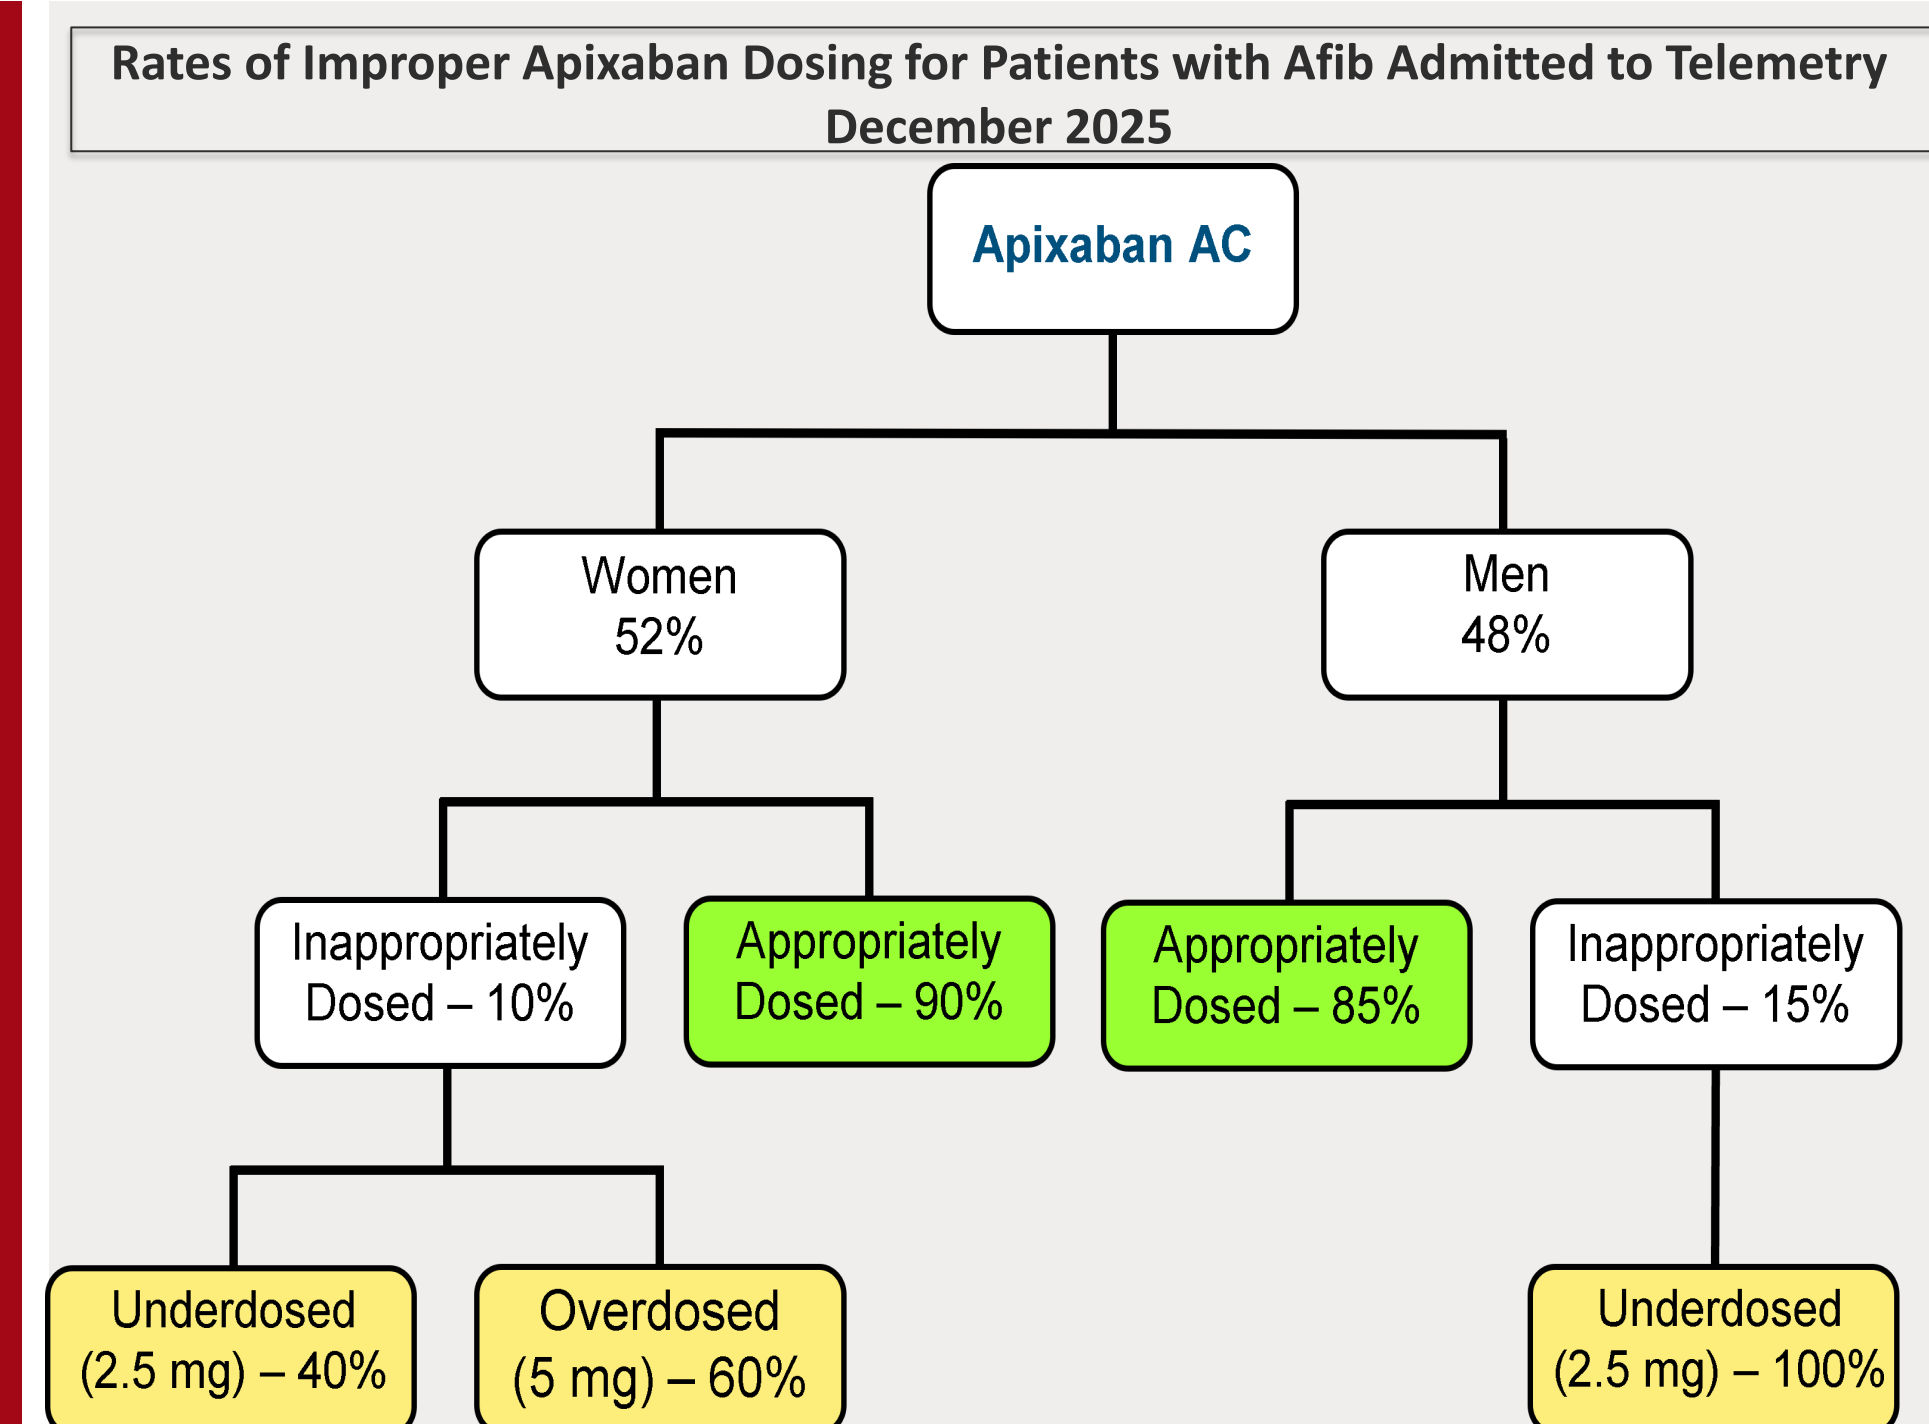 Rates of Improper Apixaban Dosing for Patients with Afib Admitted to Telemetry
December 2025
Apixaban AC
Women
52%
Men
48%
Inappropriately
Dosed – 10%
Appropriately
Dosed – 90%
Appropriately
Dosed – 85%
Inappropriately
Dosed – 15%
Underdosed
(2.5 mg) – 40%
Overdosed
(5 mg) – 60%
Underdosed
(2.5 mg) – 100%